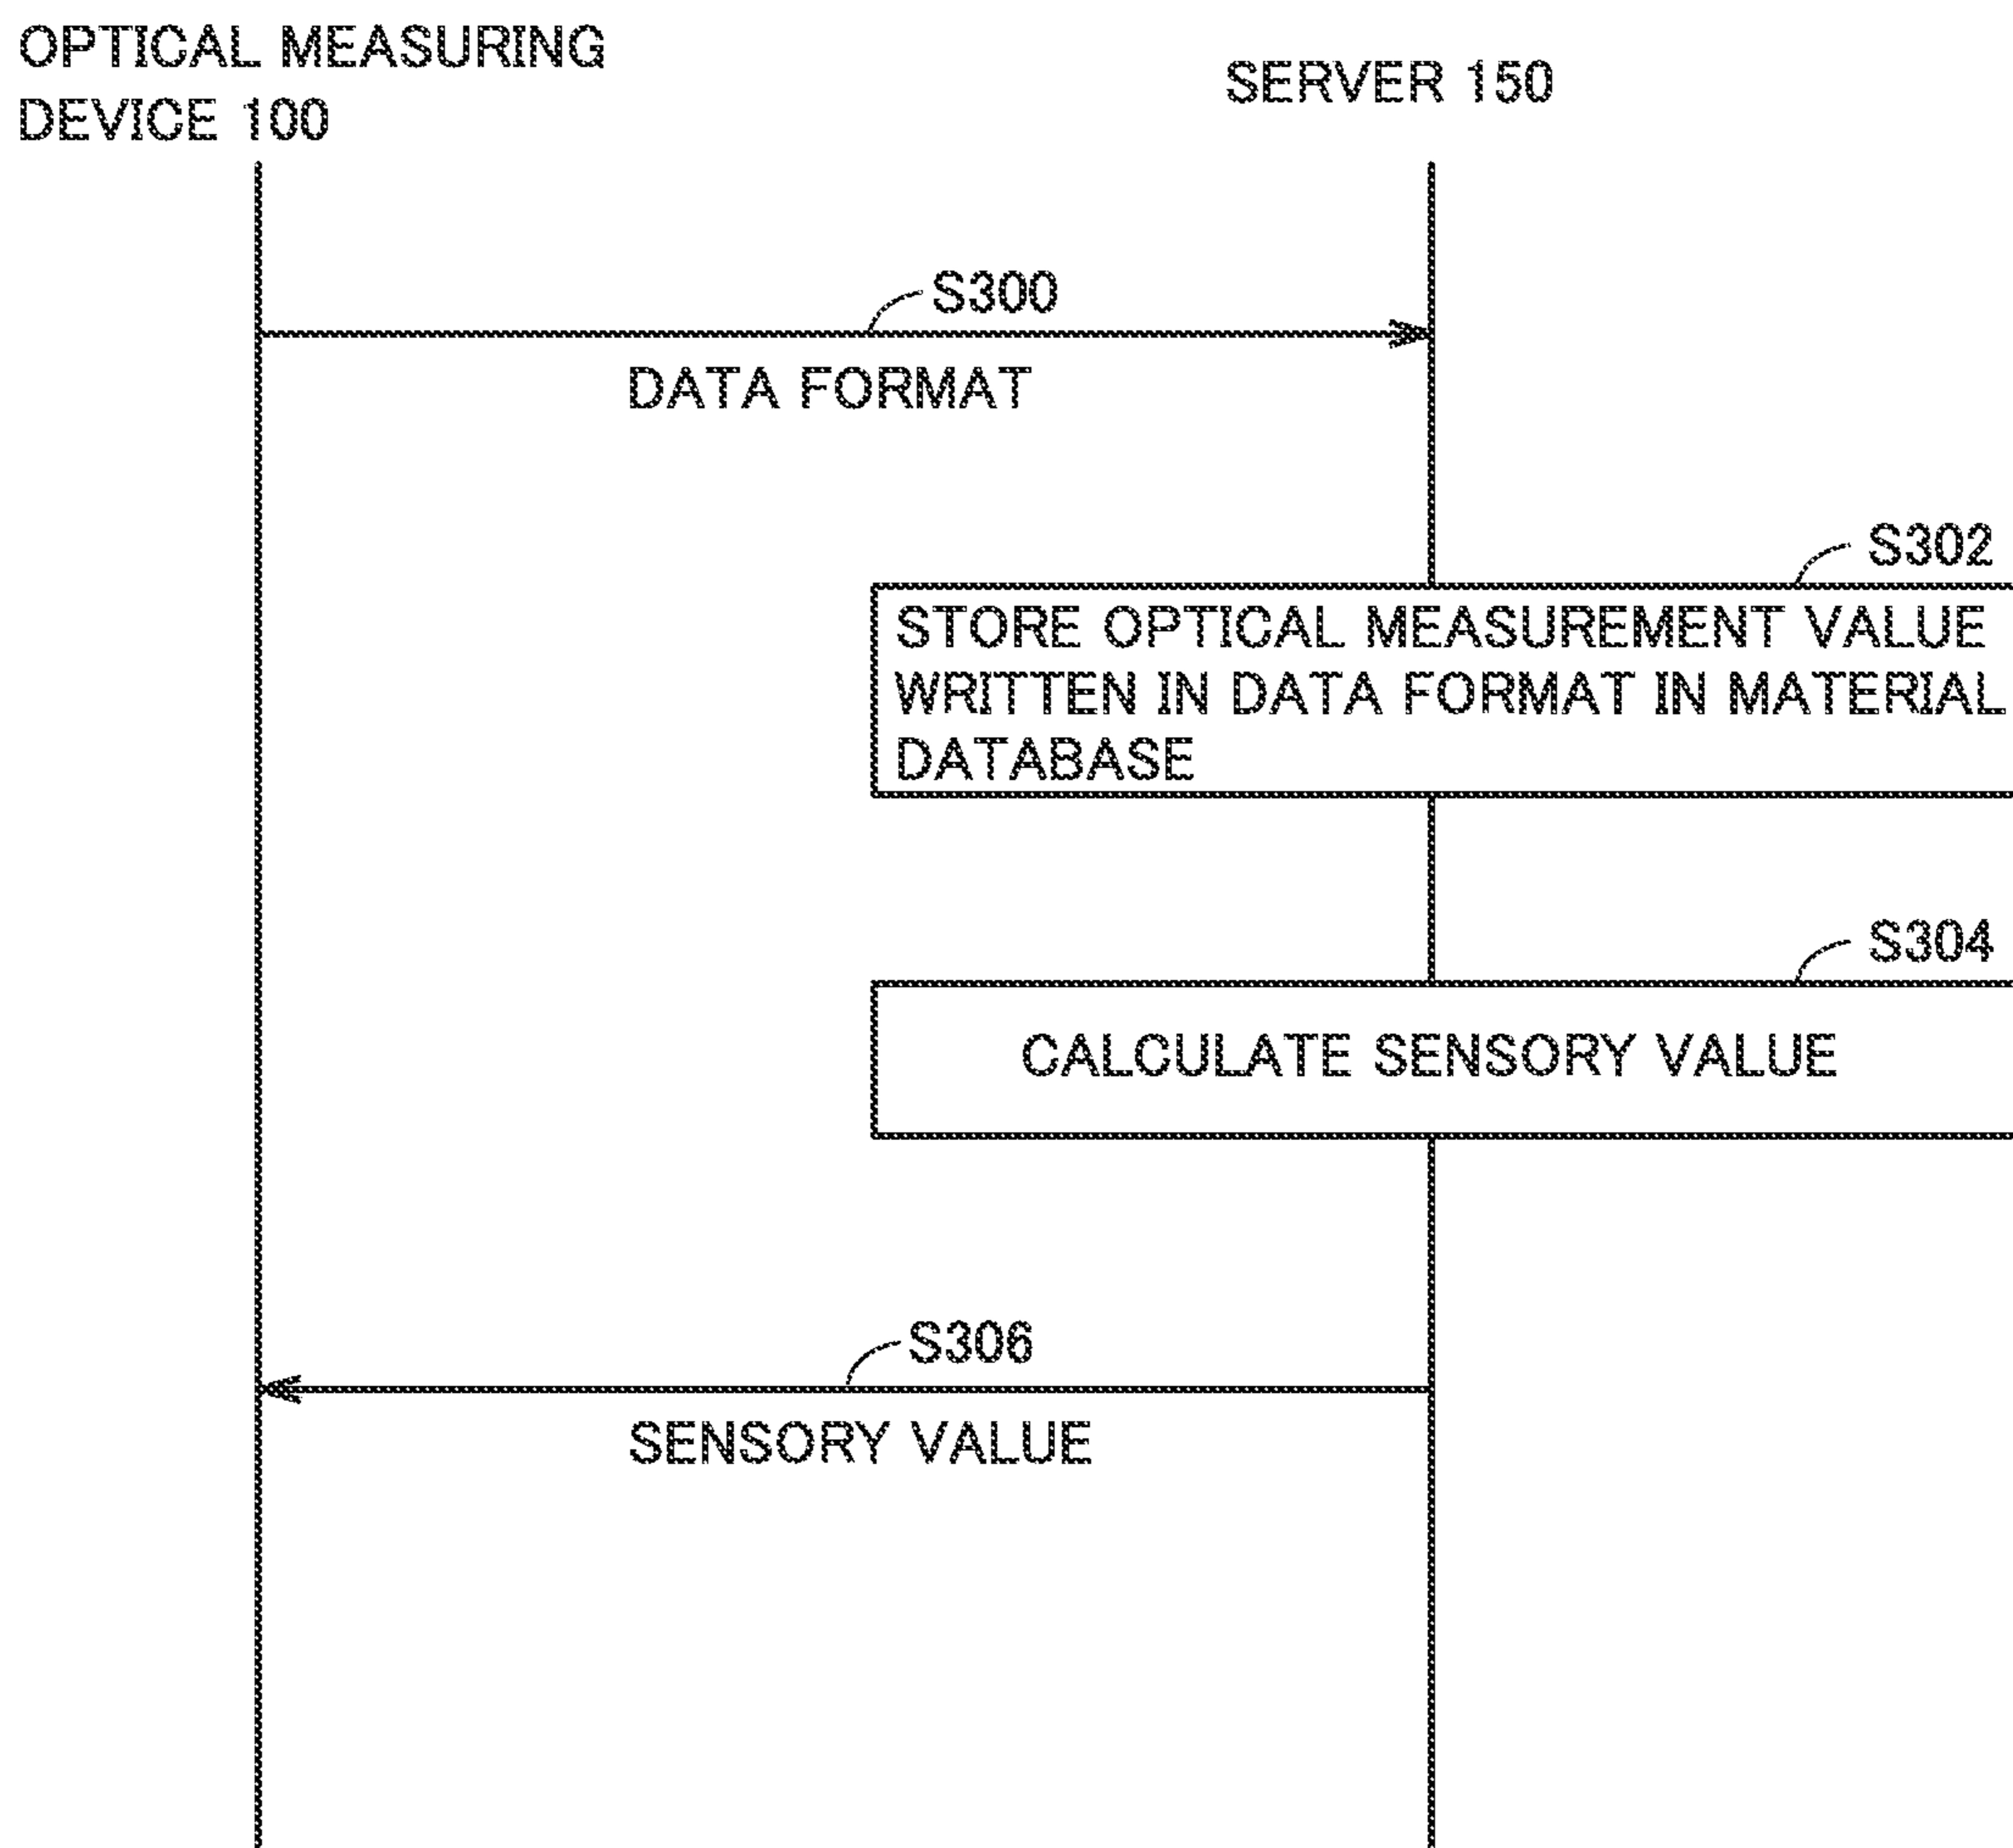 OPTICAL MEASURING
DEVICE 100
SERVER 150
S300
DATA FORMAT
S302
STORE OPTICAL MEASUREMENT VALUE
WRITTEN IN DATA FORMAT IN MATERIAL
DATABASE
S304
CALCULATE SENSORY VALUE
S306
SENSORY VALUE